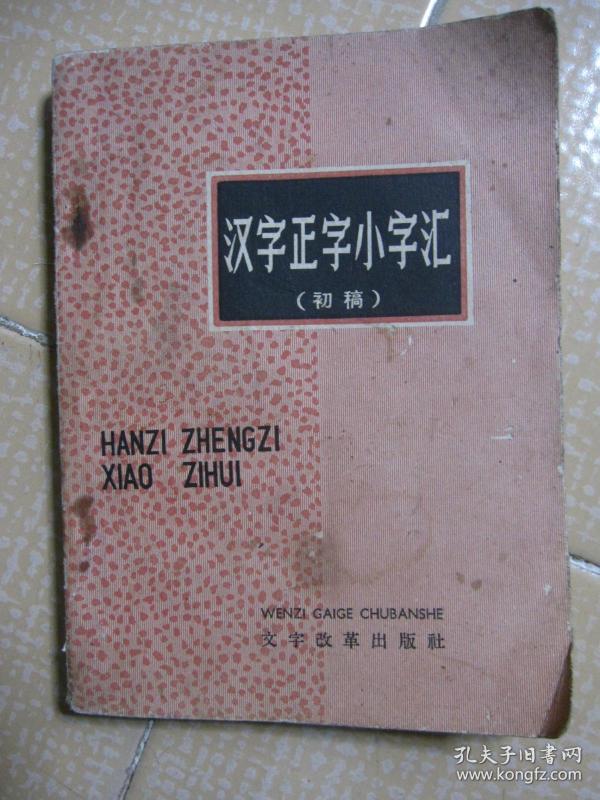 汉字正字小字汇
（初稿）
HANZI ZHENGZI
XIAO ZIHUI
WENZI GAIGE CHUBANSHE
文字改革出版社
孔夫子旧书网
www.kongfz.com